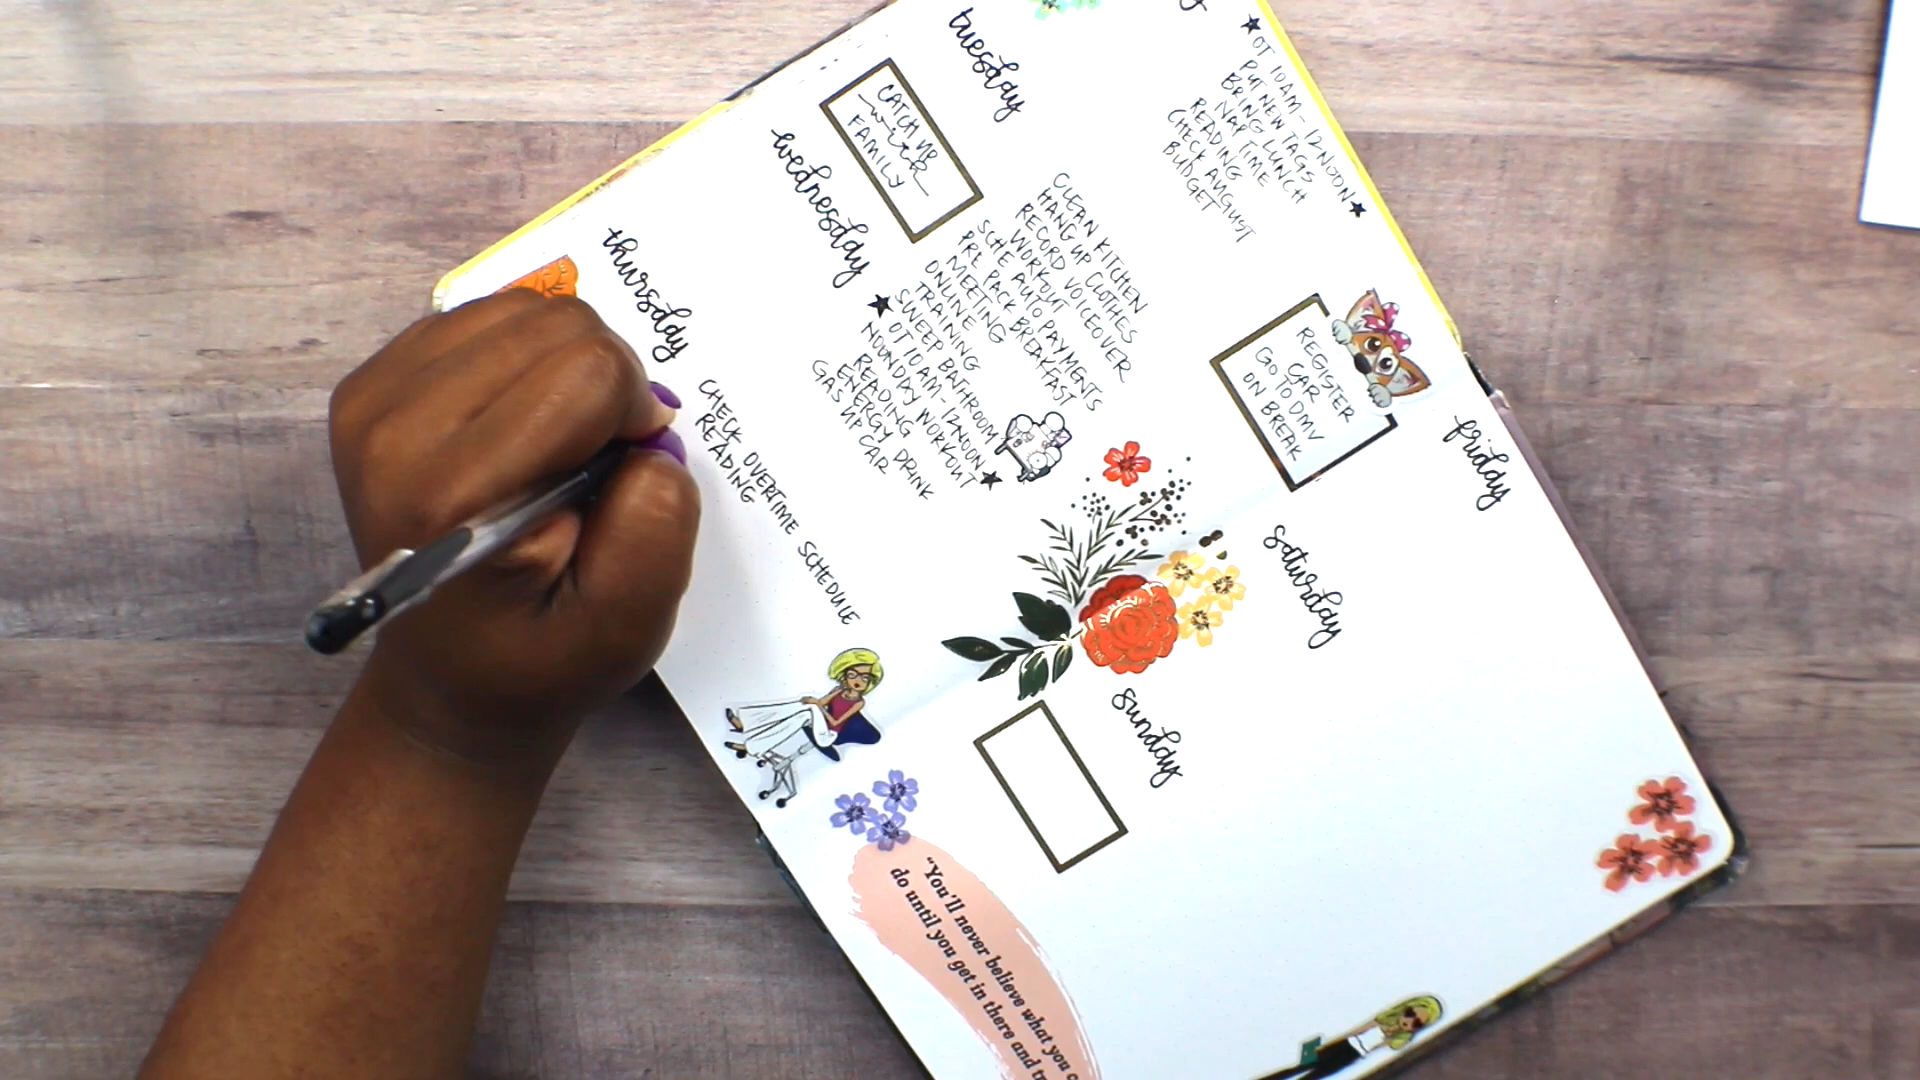 tuesday
★ OT 10AM - 12NOON ★
PUT NEW TAGS
BRING LUNCH
NAP TIME
READING
CHECK AUGUST
BUDGET
CATCH UP
WITH
FAMILY
wednesday
CLEAN KITCHEN
HANG UP CLOTHES
RECORD VOICEOVER
WORKOUT
SCHE AUTO PAYMENTS
PRE PACK BREAKFAST
MEETING
ONLINE
TRAINING
SWEEP BATHROOM
★ OT 10AM - 12NOON ★
NOONDAY WORKOUT
READING
ENERGY DRINK
GAS UP CAR
thursday
CHECK OVERTIME SCHEDULE
READING
REGISTER
CAR
GO TO DMV
ON BREAK
friday
saturday
sunday
“You'll never believe what you
do until you get in there and